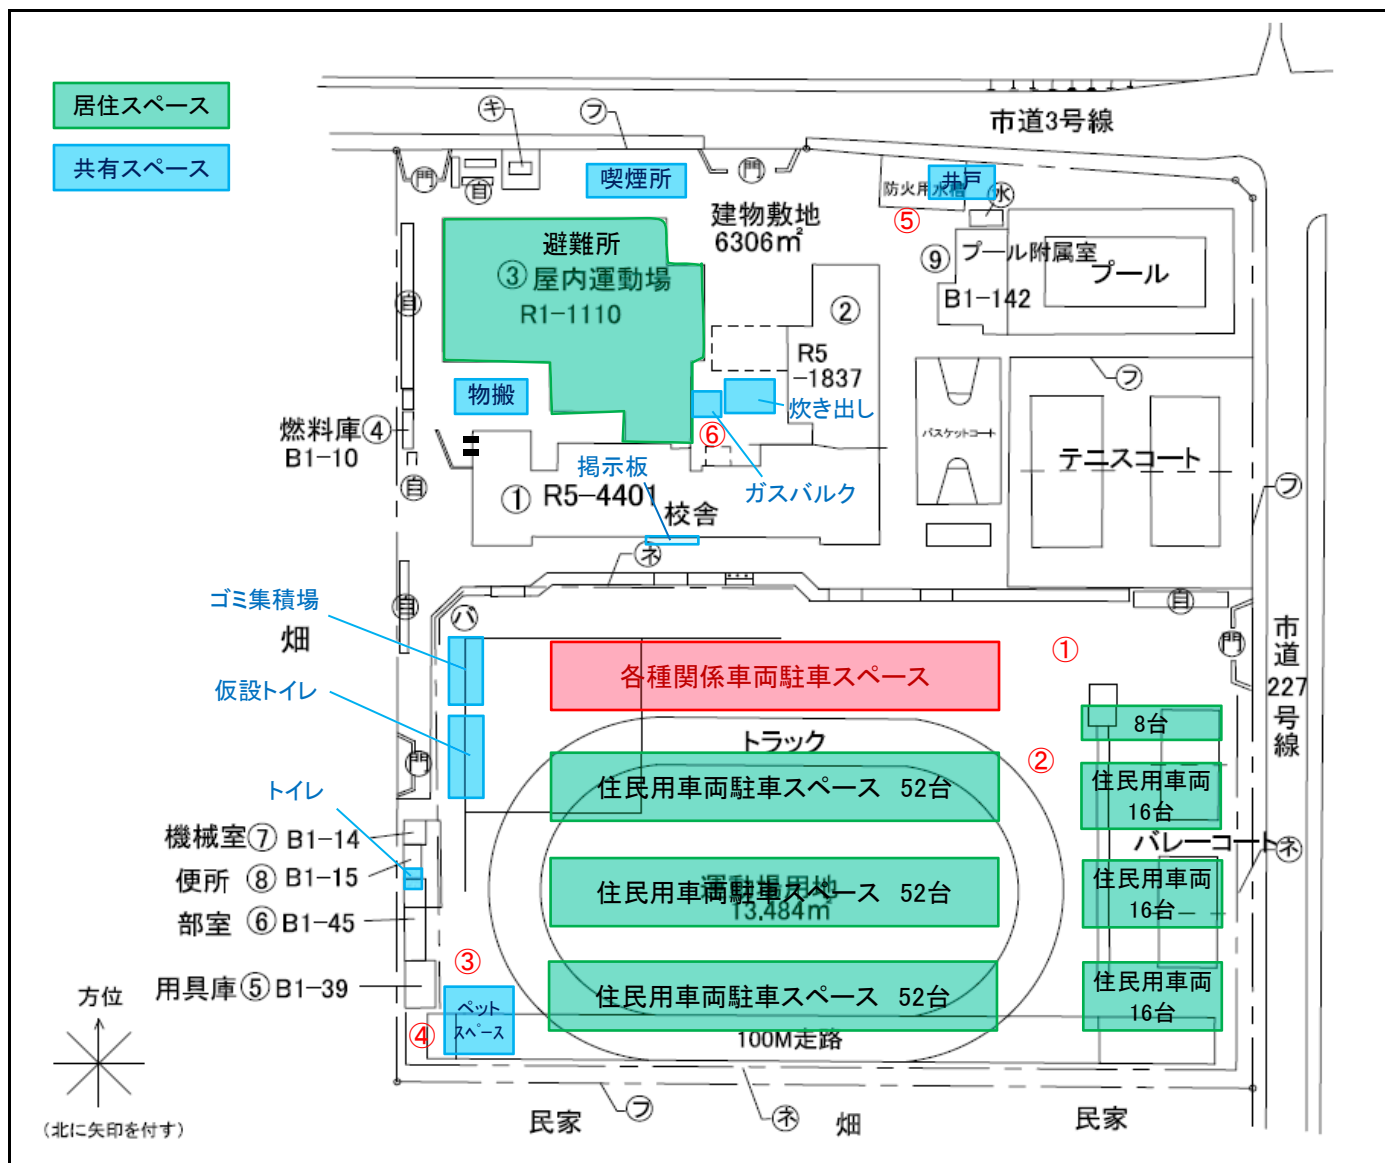 居住スペース
共有スペース
市道3号線
㋖
㋫
喫煙所
門
自
門
防火用水槽
井戸
水
⑤
建物敷地
6306㎡
避難所
③屋内運動場
R1-1110
②
R5
-1837
⑨
プール附属室
B1-142
プール
自
物搬
炊き出し
㋫
バスケットコート
テニスコート
燃料庫④
B1-10
⑥
掲示板
ガスバルク
① R5-4401
校舎
自
㋫
㋧
ゴミ集積場
自
畑
㋩
自
門
市道
227
号線
①
各種関係車両駐車スペース
仮設トイレ
8台
トラック
②
門
住民用車両駐車スペース 52台
住民用車両
16台
トイレ
機械室⑦ B1-14
バレーコート
㋧
便所 ⑧ B1-15
運動場用地
13,484㎡
住民用車両駐車スペース 52台
住民用車両
16台
部室 ⑥ B1-45
③
用具庫⑤ B1-39
住民用車両駐車スペース 52台
住民用車両
16台
ペット
スペース
④
100M走路
方位
(北に矢印を付す)
民家
㋫
㋧
畑
民家